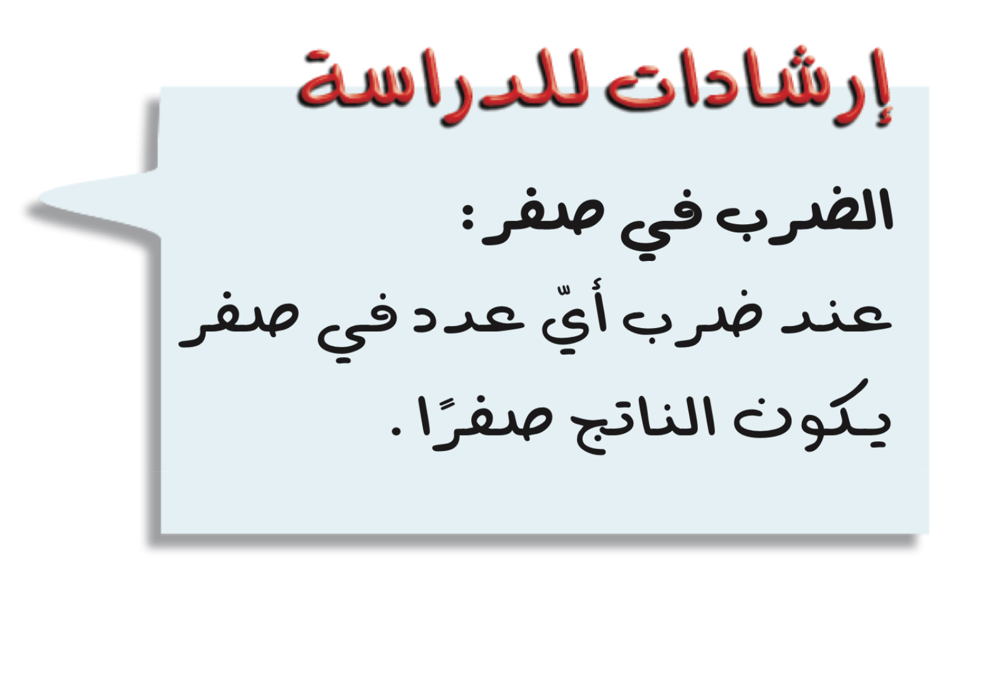 إرشادات للدراسة
الضرب في صفر :
عند ضرب أيّ عدد في صفر
يكون الناتج صفرًا .